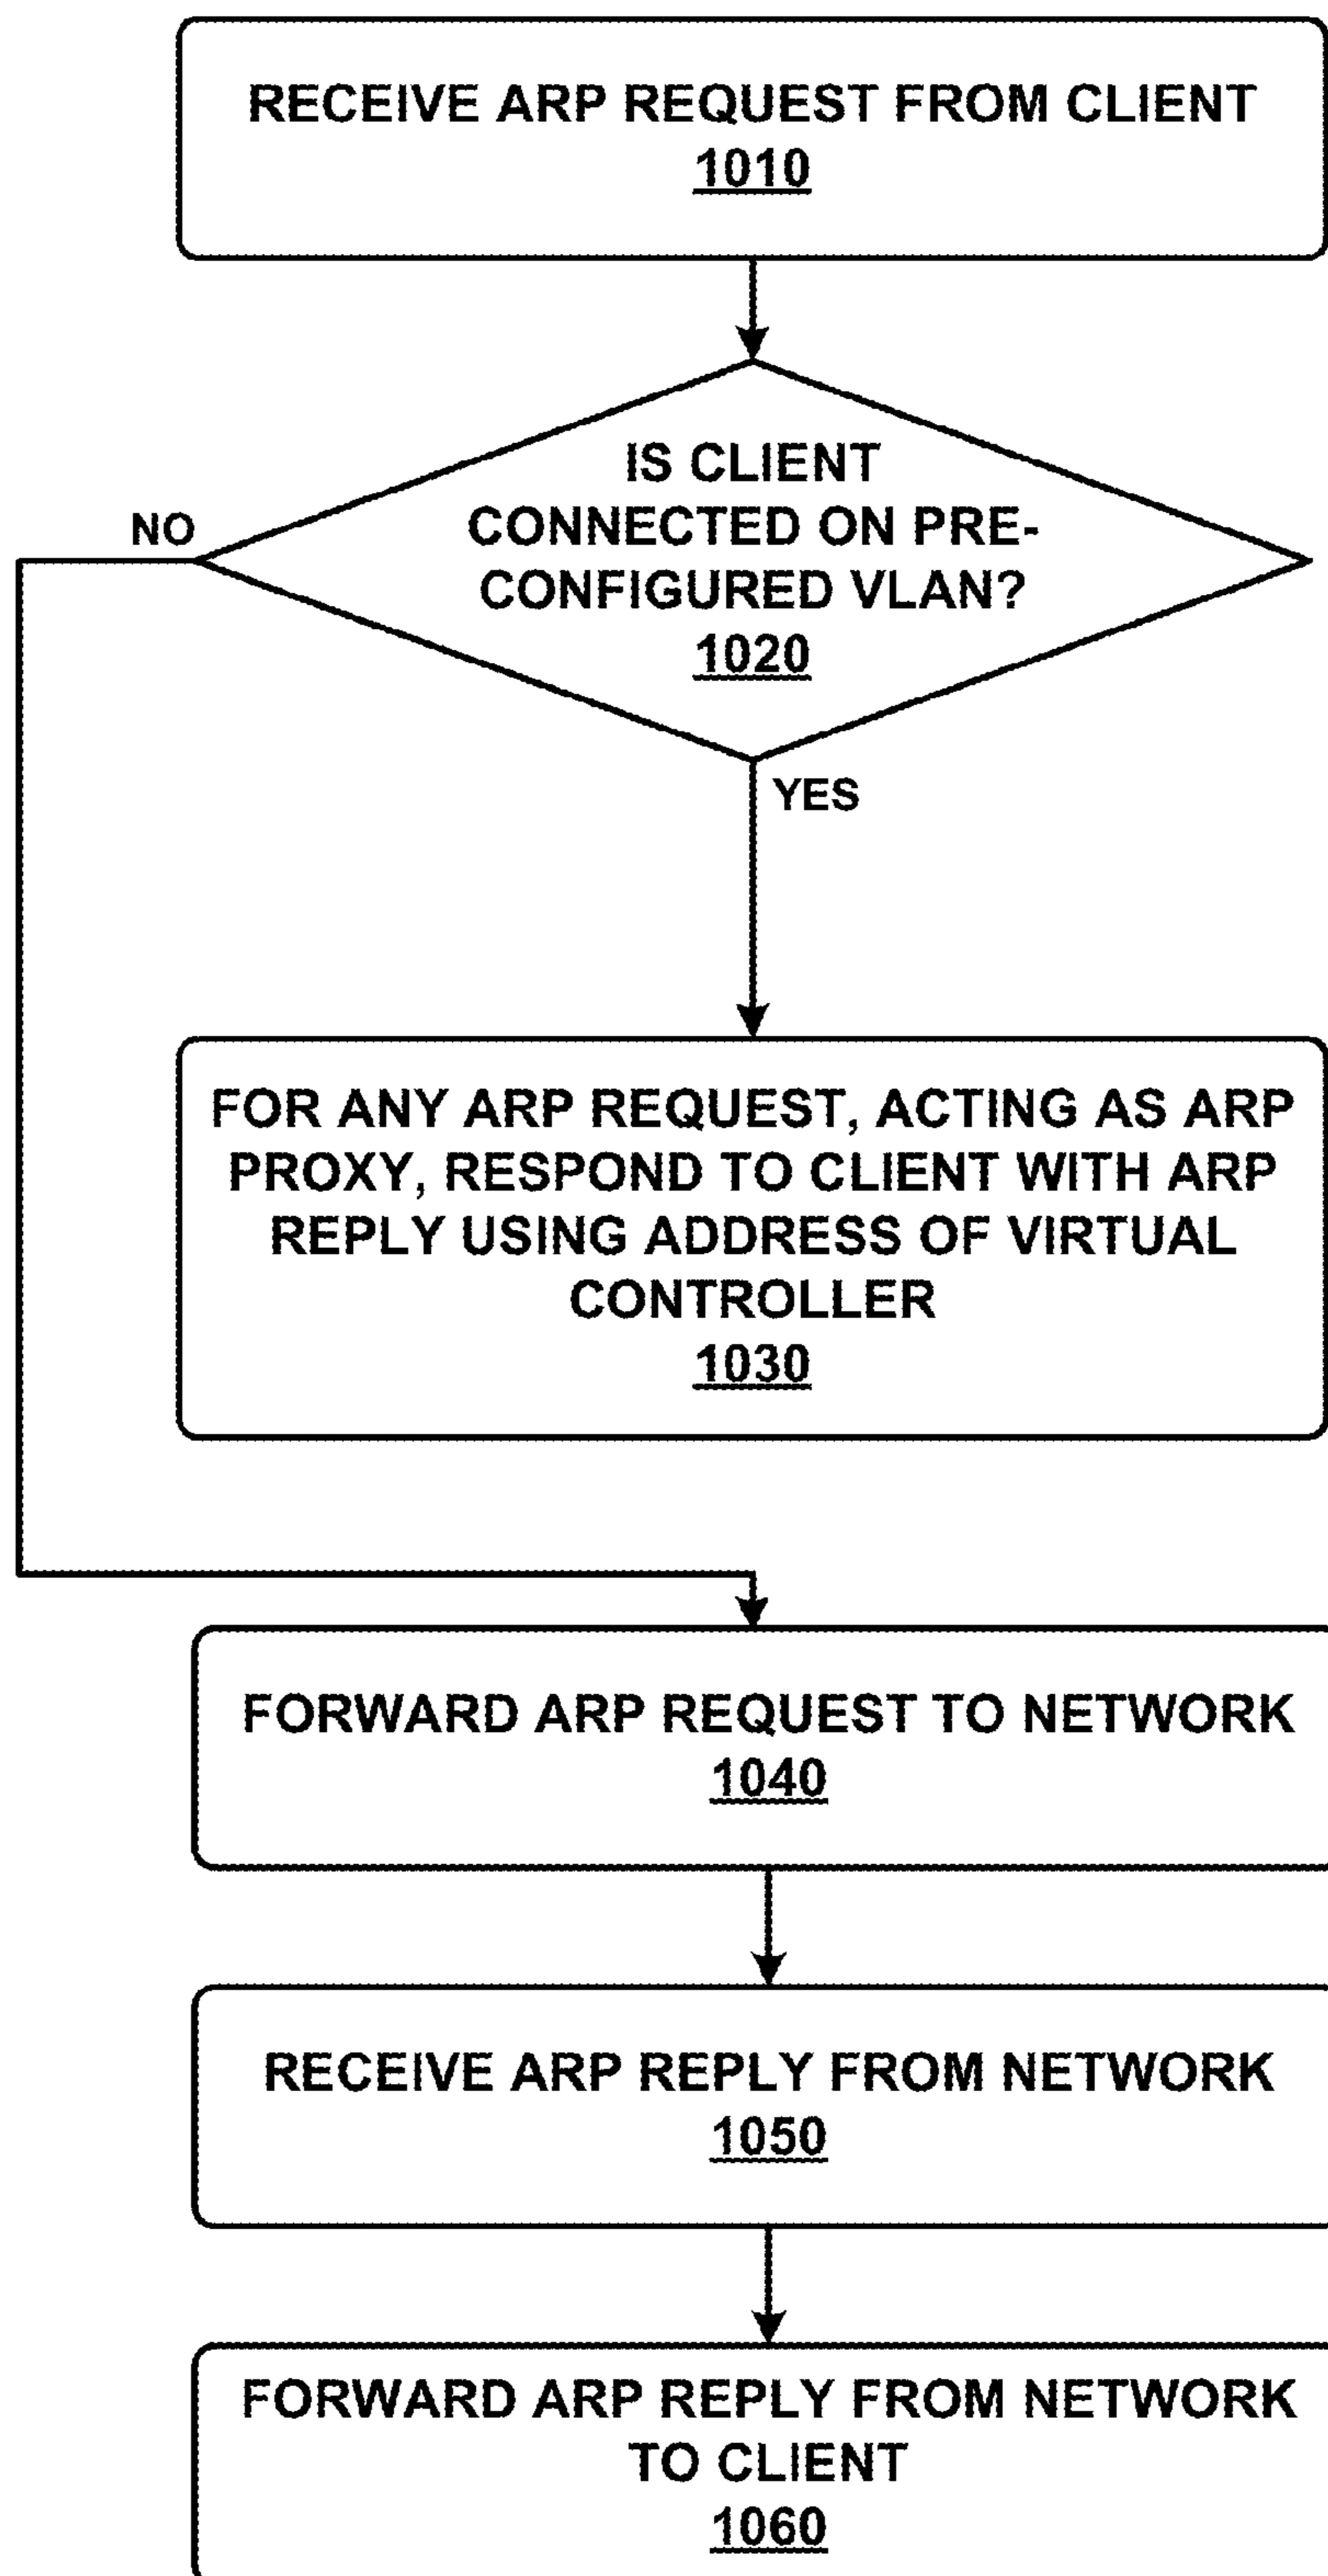 RECEIVE ARP REQUEST FROM CLIENT
1010
IS CLIENT
CONNECTED ON PRE-
CONFIGURED VLAN?
1020
NO
YES
FOR ANY ARP REQUEST, ACTING AS ARP
PROXY, RESPOND TO CLIENT WITH ARP
REPLY USING ADDRESS OF VIRTUAL
CONTROLLER
1030
FORWARD ARP REQUEST TO NETWORK
1040
RECEIVE ARP REPLY FROM NETWORK
1050
FORWARD ARP REPLY FROM NETWORK
TO CLIENT
1060